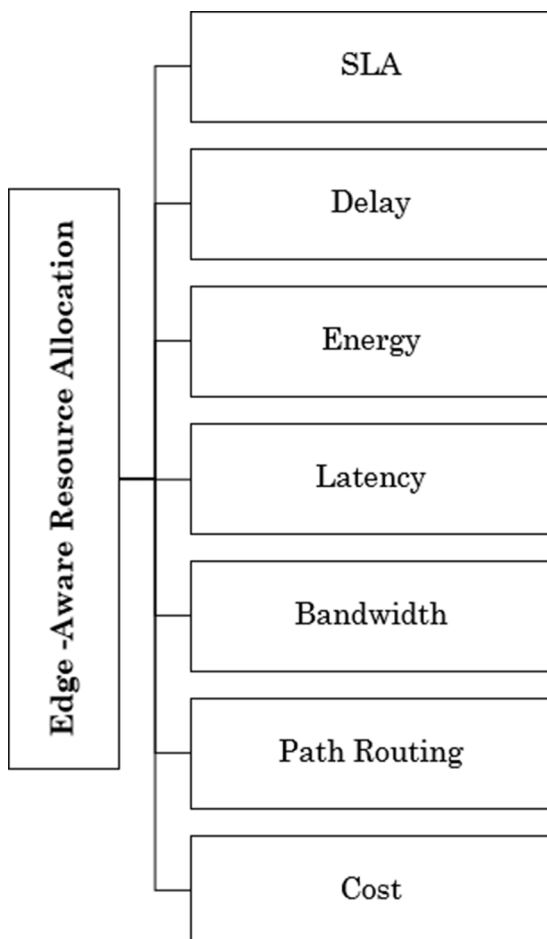 Edge -Aware Resource Allocation
SLA
Delay
Energy
Latency
Bandwidth
Path Routing
Cost